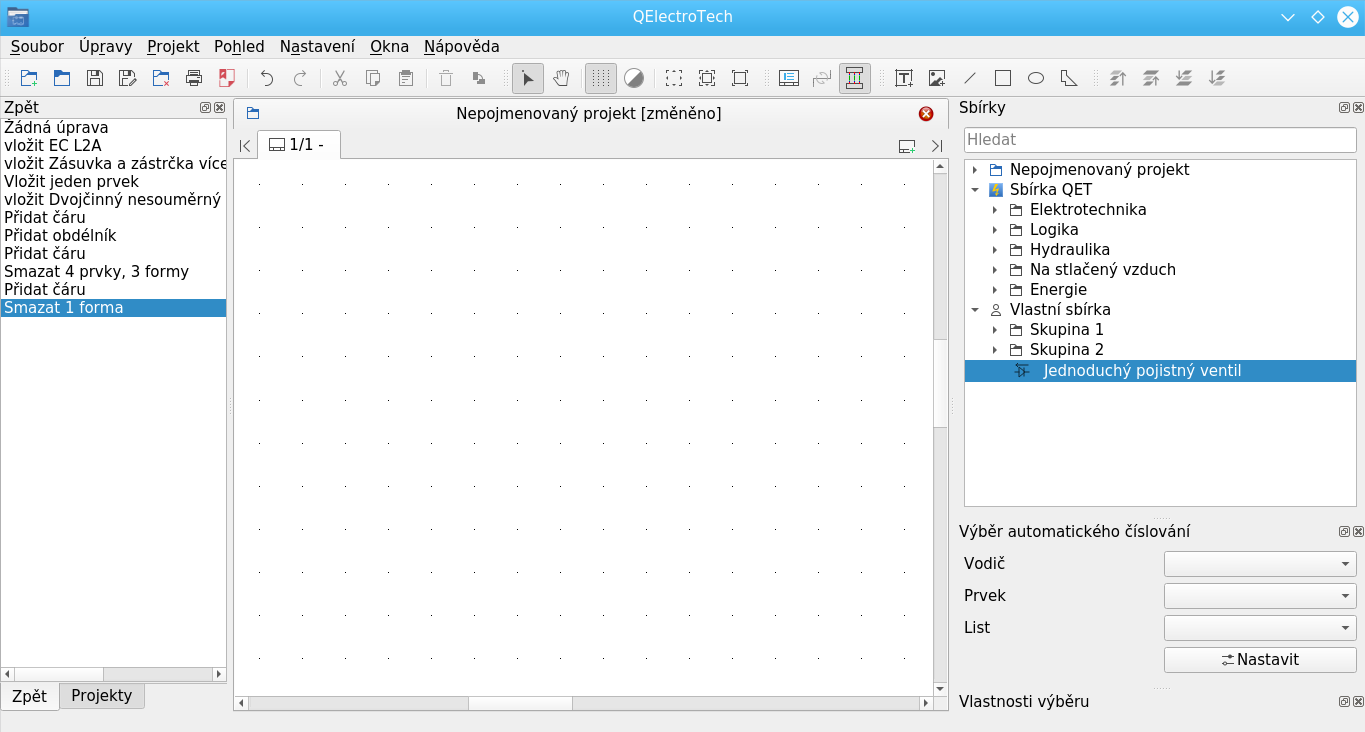 QElectroTech
Soubor Úpravy Projekt Pohled Nastavení Okna Nápověda
Zpět
Žádná úprava
vložit EC L2A
vložit Zásuvka a zástrčka více
Vložit jeden prvek
vložit Dvojčinný nesouměrný
Přidat čáru
Přidat obdélník
Přidat čáru
Smazat 4 prvky, 3 formy
Přidat čáru
Smazat 1 forma
Zpět Projekty
Nepojmenovaný projekt [změněno]
1/1 -
Sbírky
Hledat
Nepojmenovaný projekt
Sbírka QET
Elektrotechnika
Logika
Hydraulika
Na stlačený vzduch
Energie
Vlastní sbírka
Skupina 1
Skupina 2
Jednoduchý pojistný ventil
Výběr automatického číslování
Vodič
Prvek
List
Nastavit
Vlastnosti výběru